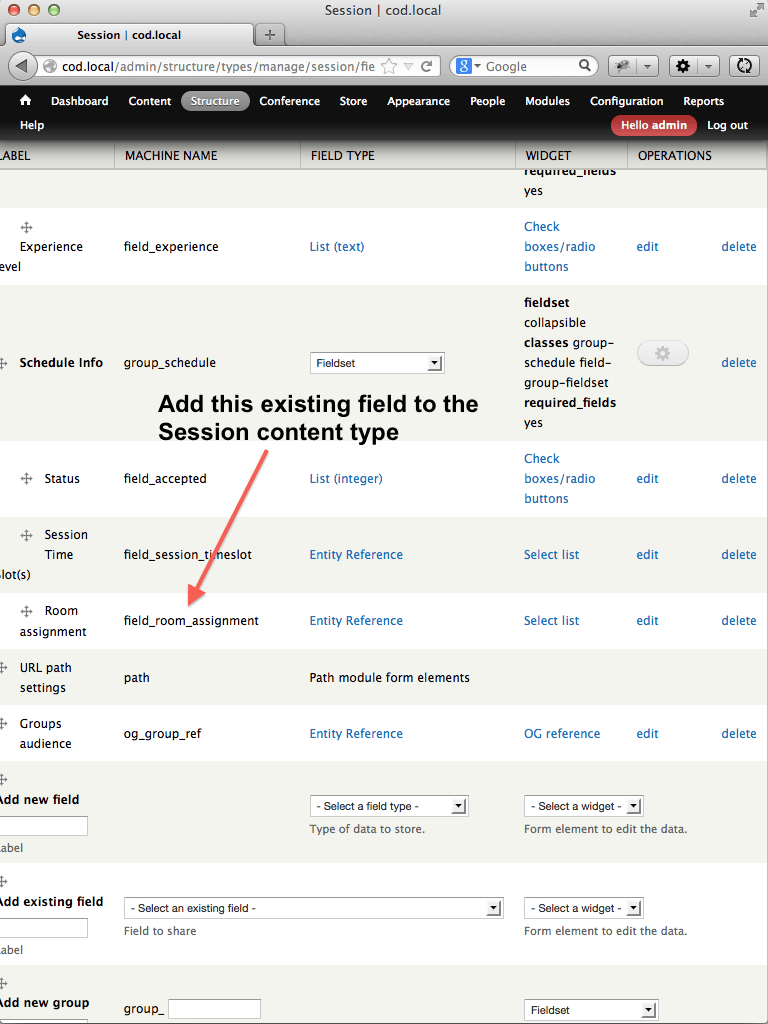 Session | cod.local
Session | cod.local
cod.local/admin/structure/types/manage/session/fie
Google
Dashboard Content Structure Conference Store Appearance People Modules Configuration Reports
Help Hello admin Log out
LABEL MACHINE NAME FIELD TYPE WIDGET OPERATIONS
required_fields
yes
Check
Experience field_experience List (text) boxes/radio edit delete
evel buttons
fieldset
collapsible
classes group-
Schedule Info group_schedule Fieldset schedule field- delete
group-fieldset
required_fields
yes
Add this existing field to the
Session content type
Check
Status field_accepted List (integer) boxes/radio edit delete
buttons
Session
Time field_session_timeslot Entity Reference Select list edit delete
lot(s)
Room
assignment field_room_assignment Entity Reference Select list edit delete
URL path
settings path Path module form elements
Groups
audience og_group_ref Entity Reference OG reference edit delete
Add new field - Select a field type - - Select a widget -
abel Type of data to store. Form element to edit the data.
Add existing field - Select an existing field - - Select a widget -
abel Field to share Form element to edit the data.
Add new group group_ Fieldset